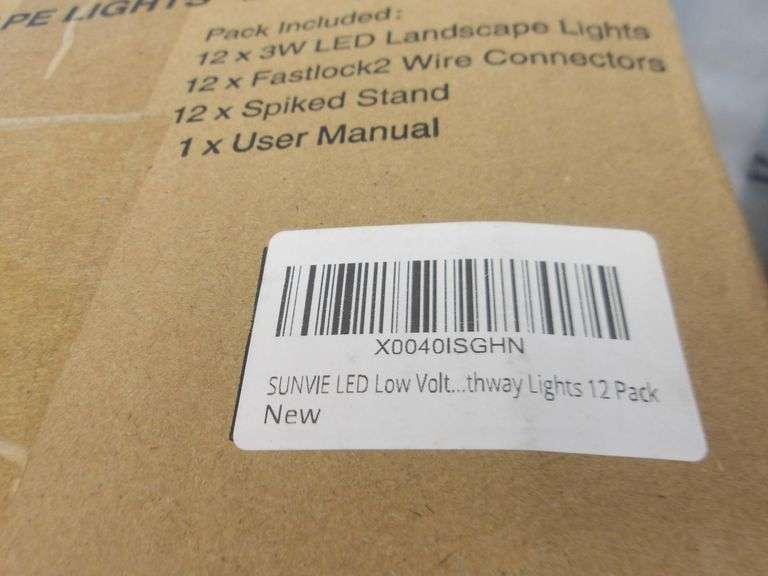 PE LIGHTS
Pack Included:
12 x 3W LED Landscape Lights
12 x Fastlock2 Wire Connectors
12 x Spiked Stand
1 x User Manual
X0040ISGHN
SUNVIE LED Low Volt...thway Lights 12 Pack
New